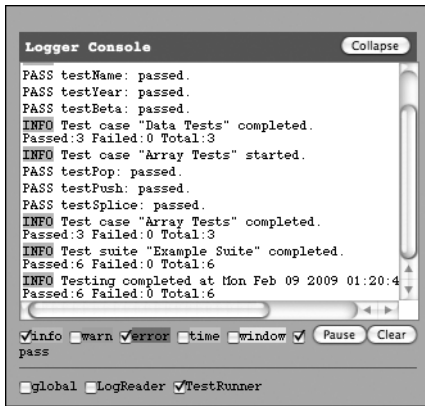 Logger Console
Collapse
PASS testName: passed.
PASS testYear: passed.
PASS testBeta: passed.
INFO Test case "Data Tests" completed.
Passed:3 Failed:0 Total:3
INFO Test case "Array Tests" started.
PASS testPop: passed.
PASS testPush: passed.
PASS testSplice: passed.
INFO Test case "Array Tests" completed.
Passed:3 Failed:0 Total:3
INFO Test suite "Example Suite" completed.
Passed:6 Failed:0 Total:6
INFO Testing completed at Mon Feb 09 2009 01:20:4
Passed:6 Failed:0 Total:6
info warn error time window Pause Clear
pass
global LogReader TestRunner